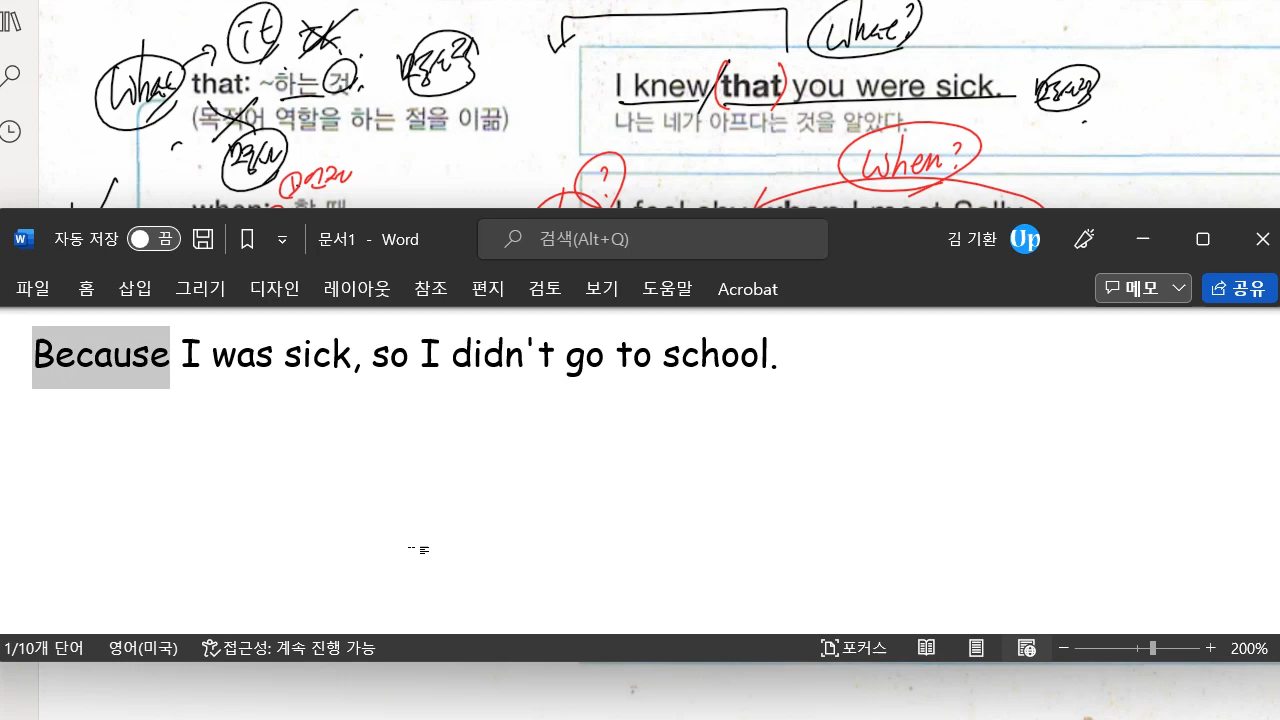 it
What?
What
that: ~하는 것
I knew (that) you were sick.
(목적어 역할을 하는 절을 이끎)
나는 네가 아프다는 것을 알았다.
When?
?
자동 저장 끔 문서1 - Word 검색(Alt+Q) 김 기환 Up
파일 홈 삽입 그리기 디자인 레이아웃 참조 편지 검토 보기 도움말 Acrobat 메모 공유
Because I was sick, so I didn't go to school.
1/10개 단어 영어(미국) 접근성: 계속 진행 가능 포커스 200%